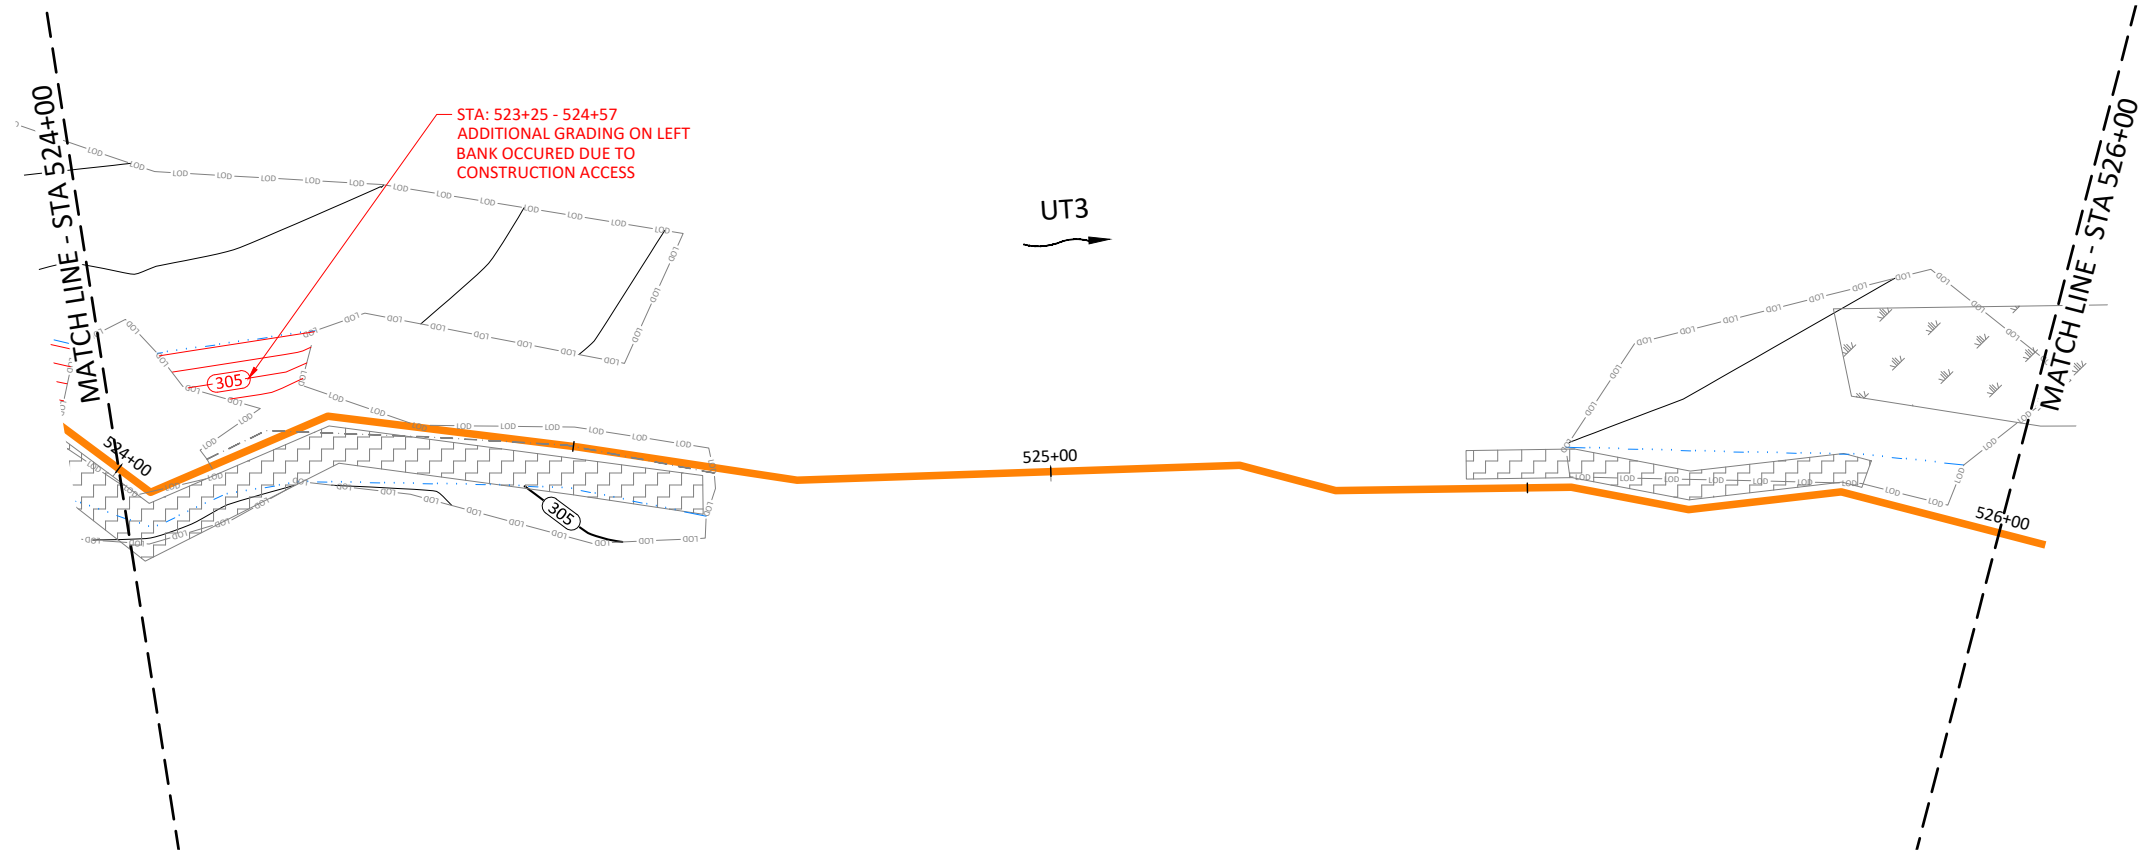 MATCH LINE - STA 524+00
STA: 523+25 - 524+57
ADDITIONAL GRADING ON LEFT
BANK OCCURED DUE TO
CONSTRUCTION ACCESS
UT3
MATCH LINE - STA 526+00
305
524+00
525+00
305
526+00
LOD